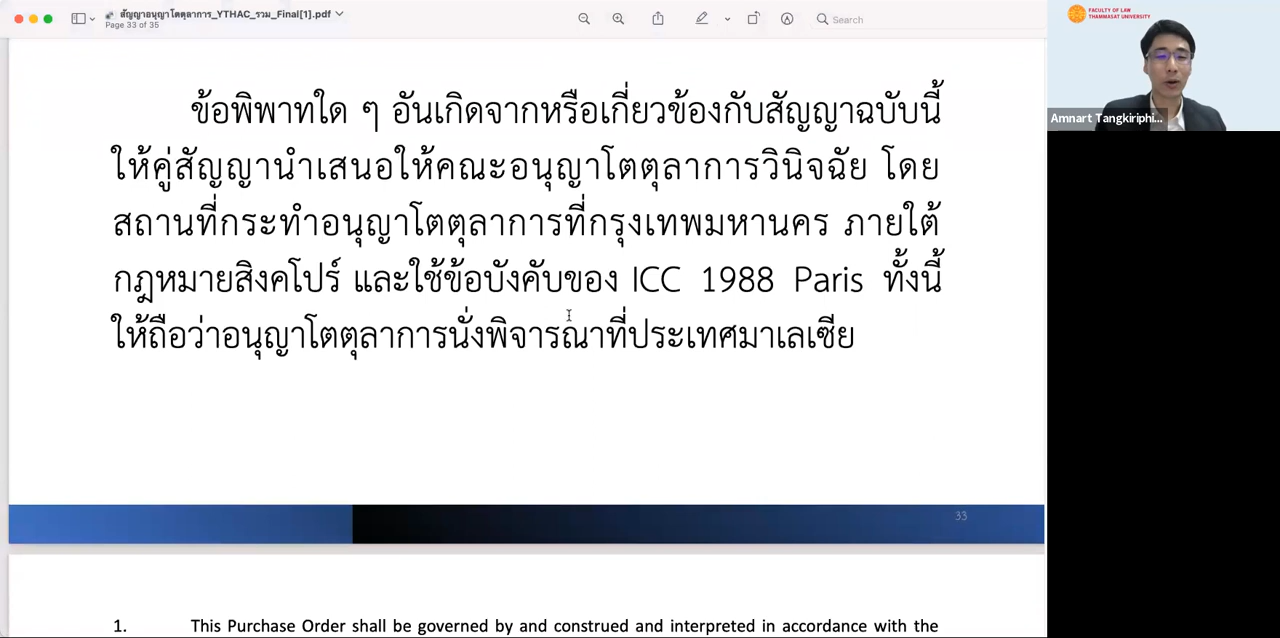 สัญญาอนุญาโตตุลาการ_YTHAC_รวม_Final[1].pdf
Page 33 of 35
Search
FACULTY OF LAW
THAMMASAT UNIVERSITY
Amnart Tangkiriphi...
ข้อพิพาทใด ๆ อันเกิดจากหรือเกี่ยวข้องกับสัญญาฉบับนี้
ให้คู่สัญญานำเสนอให้คณะอนุญาโตตุลาการวินิจฉัย โดย
สถานที่กระทำอนุญาโตตุลาการที่กรุงเทพมหานคร ภายใต้
กฎหมายสิงคโปร์ และใช้ข้อบังคับของ ICC 1988 Paris ทั้งนี้
ให้ถือว่าอนุญาโตตุลาการนั่งพิจารณาที่ประเทศมาเลเซีย
33
1. This Purchase Order shall be governed by and construed and interpreted in accordance with the